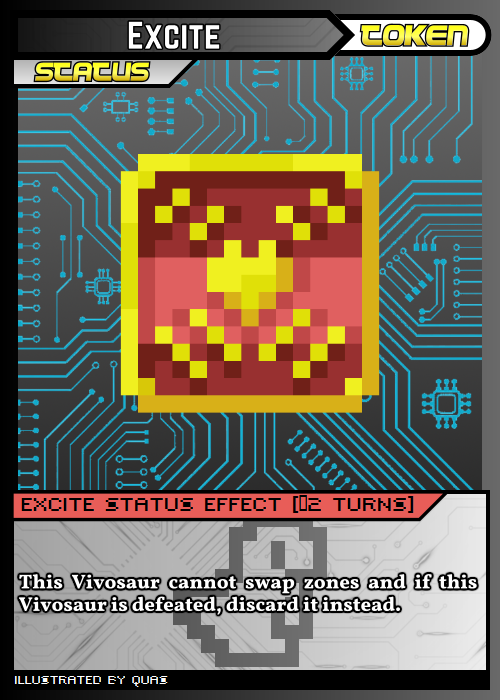 Excite
TOKEN
STATUS
EXCITE STATUS EFFECT [▯2 TURNS]
This Vivosaur cannot swap zones and if this
Vivosaur is defeated, discard it instead.
ILLUSTRATED BY QUAS